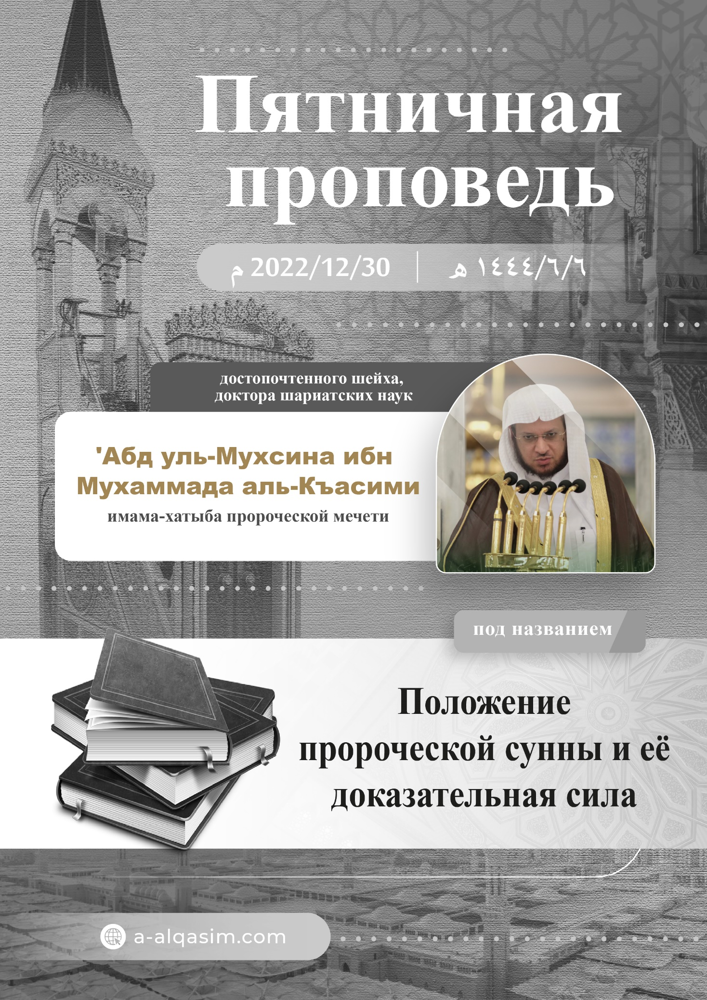 Пятничная
проповедь
2022/12/30 م | ١٤٤٤/٦/٦ هـ
достопочтенного шейха,
доктора шариатских наук
'Абд уль-Мухсина ибн
Мухаммада аль-Къасими
имама-хатыба пророческой мечети
под названием
Положение
пророческой сунны и её
доказательная сила
a-alqasim.com